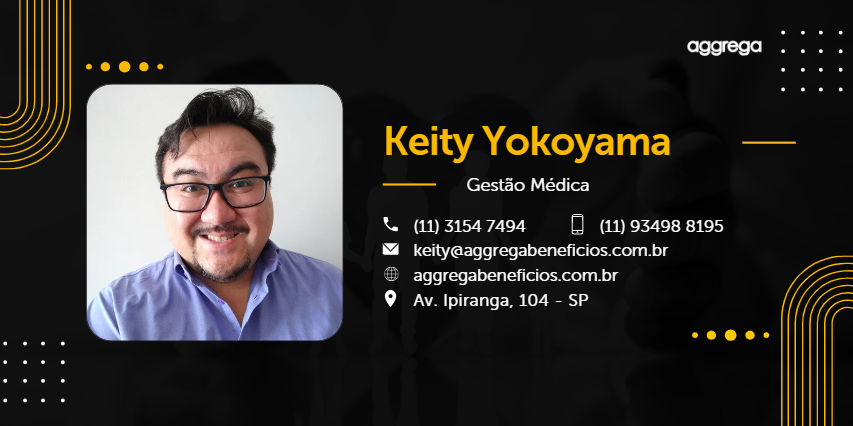 aggrega
Keity Yokoyama
Gestão Médica
(11) 3154 7494 (11) 93498 8195
keity@aggregabeneficios.com.br
aggregabeneficios.com.br
Av. Ipiranga, 104 - SP